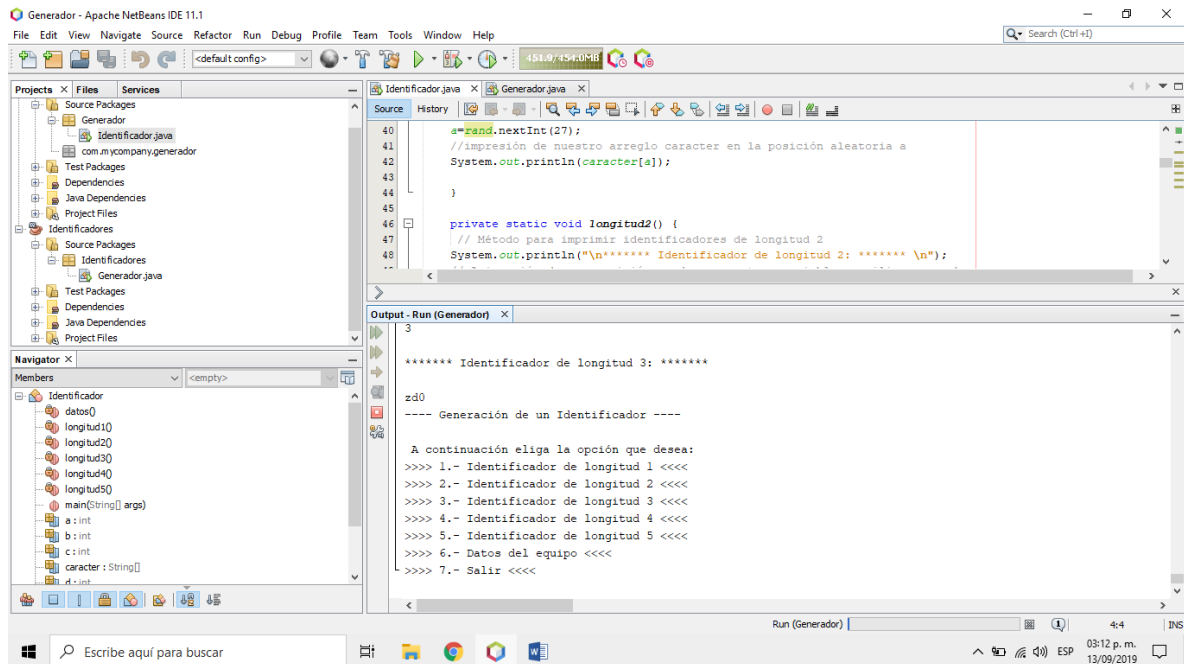 Generador - Apache NetBeans IDE 11.1
File Edit View Navigate Source Refactor Run Debug Profile Team Tools Window Help
Search (Ctrl+I)
<default config>
451.9/454.0MB
Projects Files Services
Source Packages
Generador
Identificador.java
com.mycompany.generador
Test Packages
Dependencies
Java Dependencies
Project Files
Identificadores
Source Packages
Identificadores
Generador.java
Test Packages
Dependencies
Java Dependencies
Project Files
Navigator
Members <empty>
Identificador
datos()
longitud1()
longitud2()
longitud3()
longitud4()
longitud5()
main(String[] args)
a : int
b : int
c : int
caracter : String[]
d : int
Identificador.java Generador.java
Source History
40 a=rand.nextInt(27);
41 //impresión de nuestro arreglo caracter en la posición aleatoria a
42 System.out.println(caracter[a]);
43
44 }
45
46 private static void longitud2() {
47 // Método para imprimir identificadores de longitud 2
48 System.out.println("\n******* Identificador de longitud 2: ******* \n");
Output - Run (Generador)
3
******* Identificador de longitud 3: *******
zd0
---- Generación de un Identificador ----
A continuación eliga la opción que desea:
>>>> 1.- Identificador de longitud 1 <<<<
>>>> 2.- Identificador de longitud 2 <<<<
>>>> 3.- Identificador de longitud 3 <<<<
>>>> 4.- Identificador de longitud 4 <<<<
>>>> 5.- Identificador de longitud 5 <<<<
>>>> 6.- Datos del equipo <<<<
>>>> 7.- Salir <<<<
Run (Generador) 1 4:4 INS
Escribe aquí para buscar
ESP
03:12 p. m.
13/09/2019